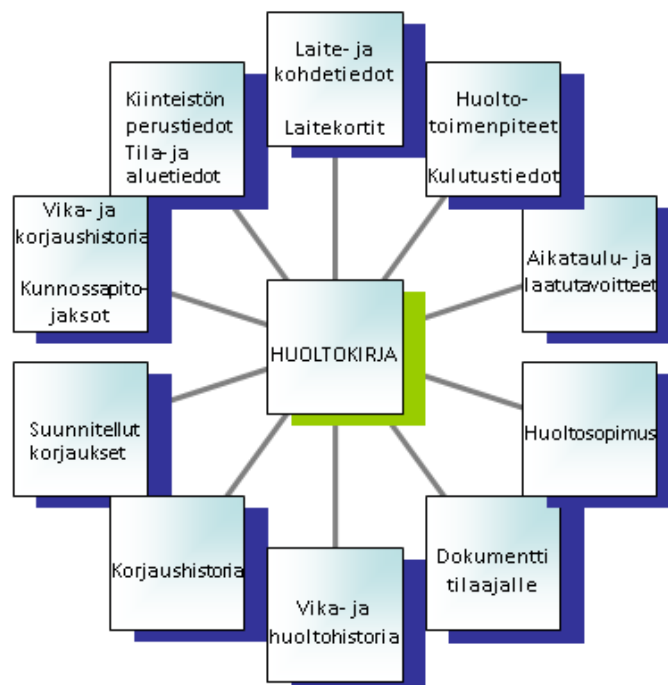 Laite- ja
kohdetiedot
Laitekortit
Huolto-
toimenpiteet
Kulutustiedot
Aikataulu- ja
laatutavoitteet
Huoltosopimus
Dokumentti
tilaajalle
Vika- ja
huoltohistoria
Korjaushistoria
Suunnitellut
korjaukset
Vika- ja
korjaushistoria
Kunnossapito-
jaksot
Kiinteistön
perustiedot
Tila- ja
aluetiedot
HUOLTOKIRJA